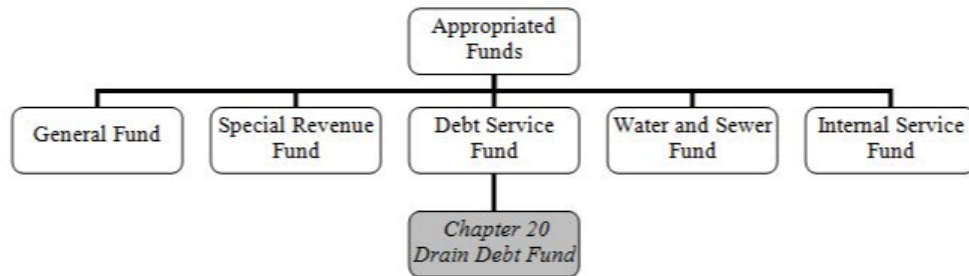 Appropriated
Funds
General Fund
Special Revenue
Fund
Debt Service
Fund
Water and Sewer
Fund
Internal Service
Fund
Chapter 20
Drain Debt Fund